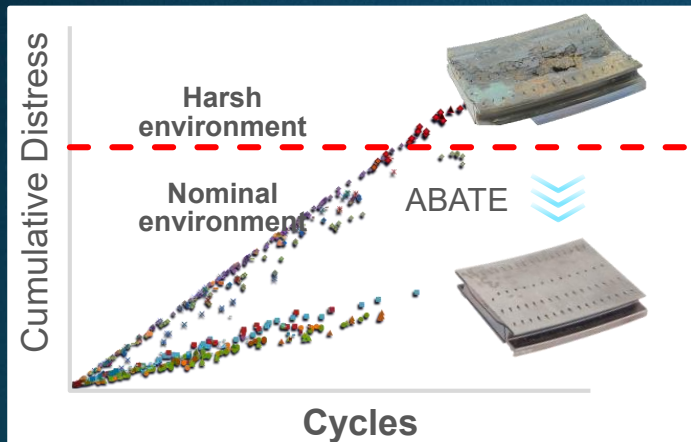 Harsh
environment
Nominal
environment
ABATE
Cumulative Distress
Cycles